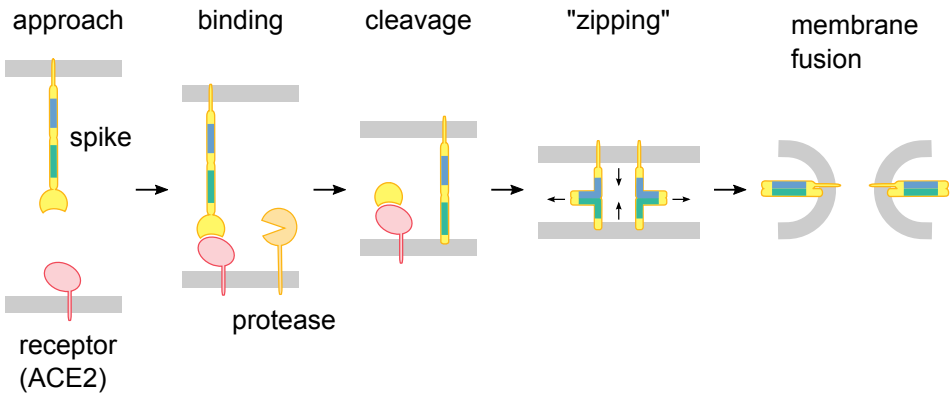 approach
binding
cleavage
"zipping"
membrane
fusion
spike
protease
receptor
(ACE2)